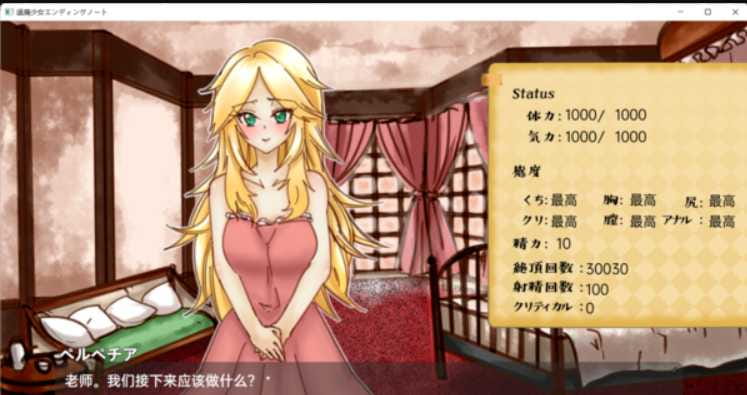 少女エンディングノート
Status
体力:1000/ 1000
気力:1000/ 1000
感度
くち:最高 胸:最高 尻:最高
クリ:最高 膣:最高 アナル:最高
精力: 10
絶頂回数:30030
射精回数:100
クリティカル:0
ペルペチア
老师。我们接下来应该做什么？